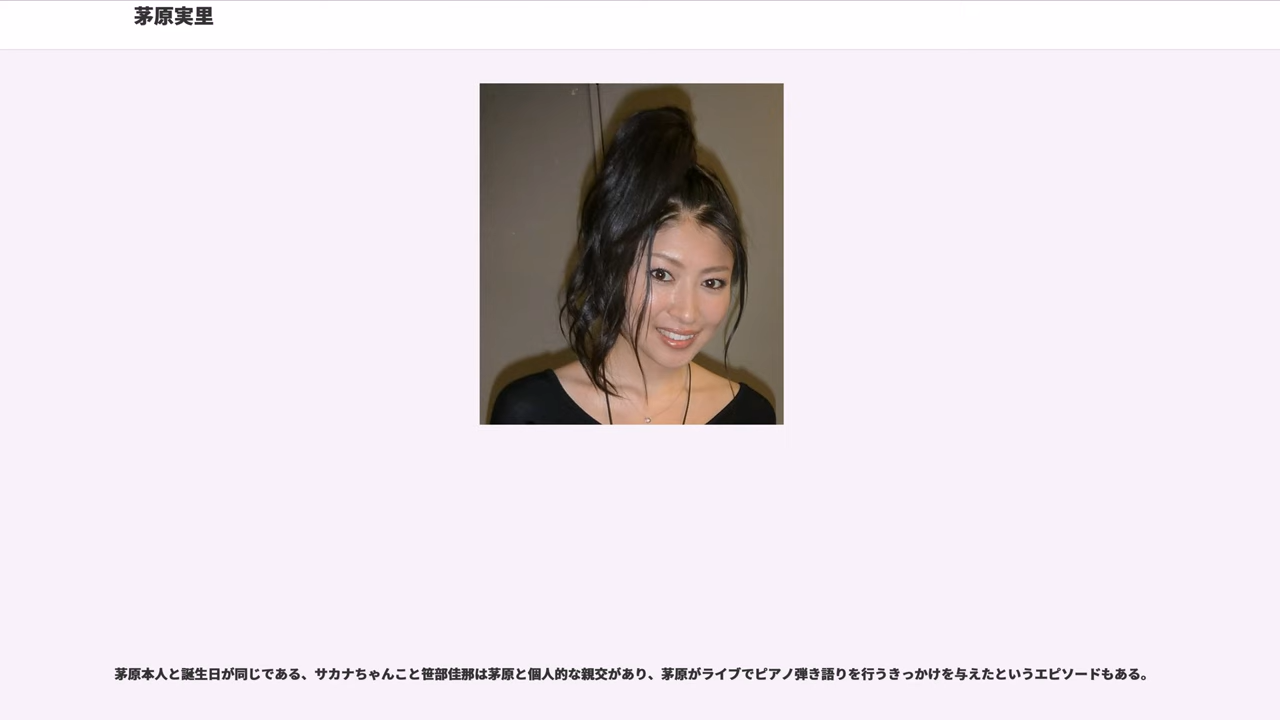 茅原実里
茅原本人と誕生日が同じである、サカナちゃんこと笹部佳那は茅原と個人的な親交があり、茅原がライブでピアノ弾き語りを行うきっかけを与えたというエピソードもある。